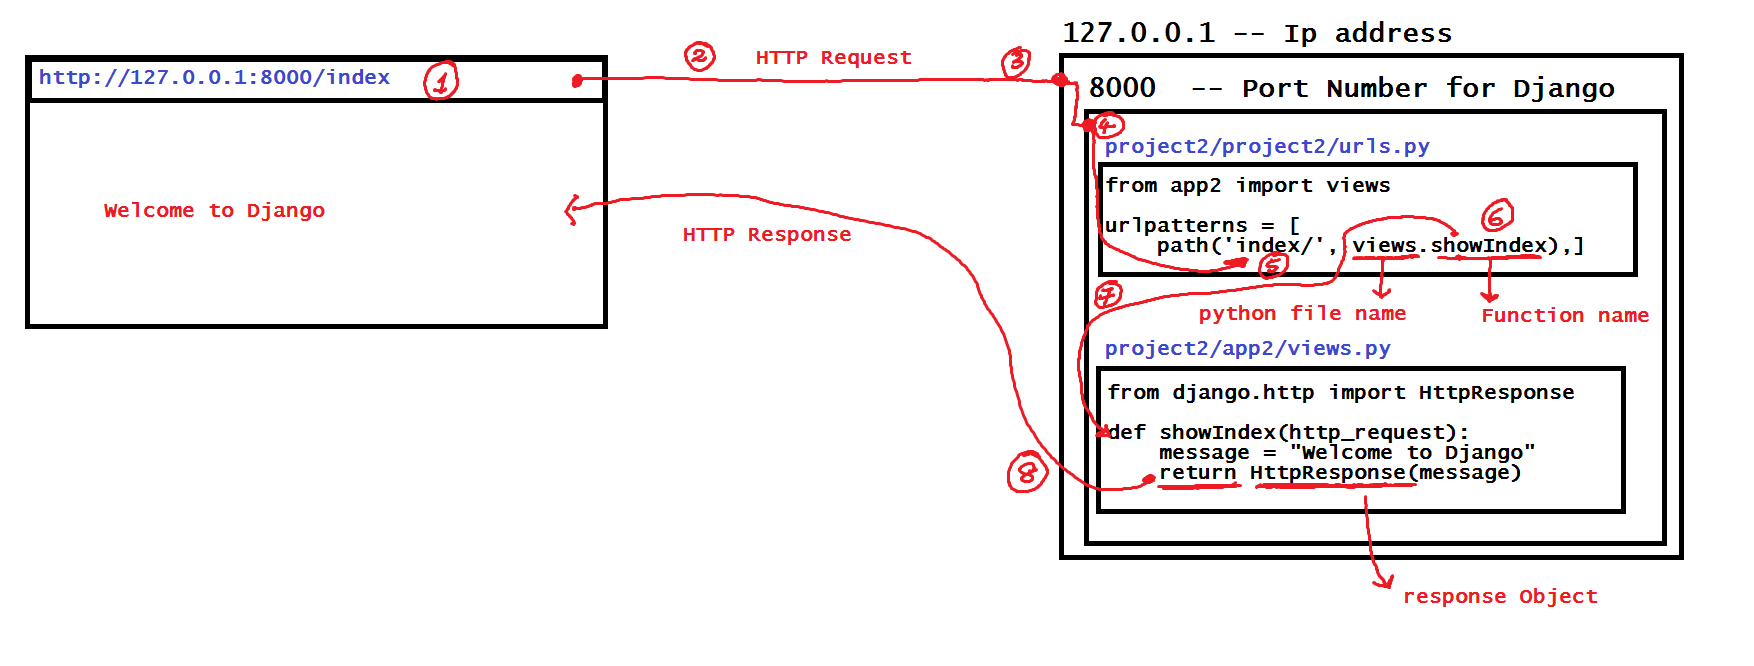 127.0.0.1 -- Ip address
http://127.0.0.1:8000/index
1
2
HTTP Request
3
8000 -- Port Number for Django
4
project2/project2/urls.py
from app2 import views
urlpatterns = [
path('index/', views.showIndex),]
5
6
7
python file name
Function name
Welcome to Django
HTTP Response
project2/app2/views.py
from django.http import HttpResponse
def showIndex(http_request):
message = "Welcome to Django"
return HttpResponse(message)
8
response Object